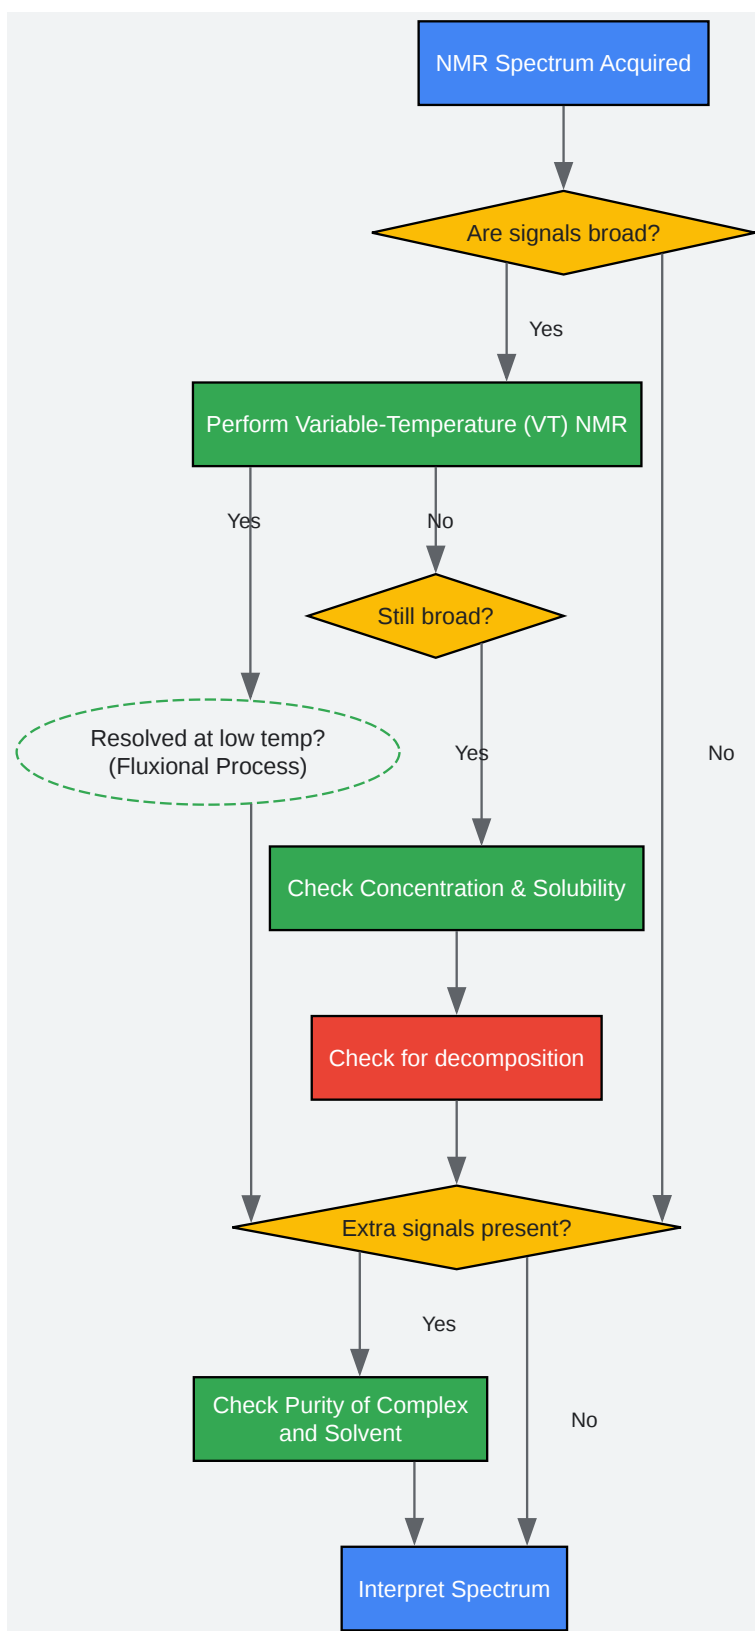 NMR Spectrum Acquired
Are signals broad?
Yes
Perform Variable-Temperature (VT) NMR
Yes
No
Still broad?
Resolved at low temp?
(Fluxional Process)
Yes
No
Check Concentration & Solubility
Check for decomposition
Extra signals present?
Yes
Check Purity of Complex
and Solvent
No
Interpret Spectrum